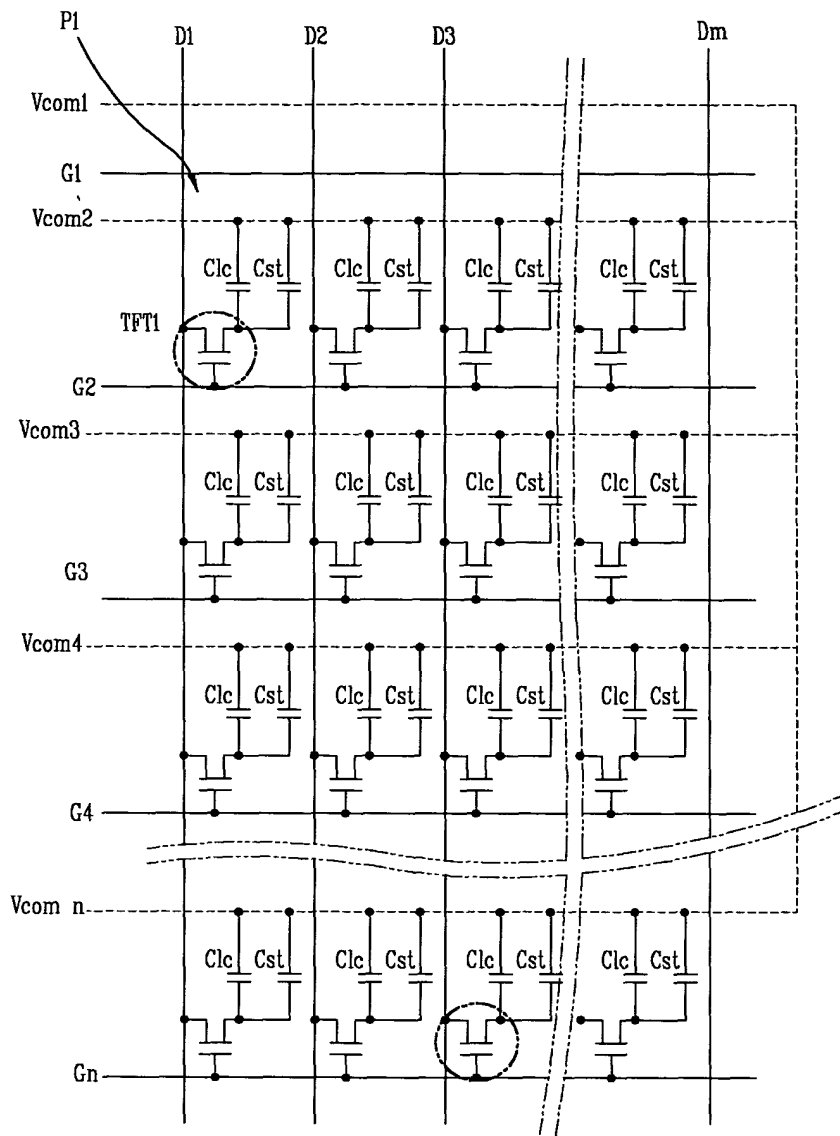 P1
D1 D2 D3 Dm
Vcom1
G1
Vcom2
Clc Cst Clc Cst Clc Cst Clc Cst
TFT1
G2
Vcom3
Clc Cst Clc Cst Clc Cst Clc Cst
G3
Vcom4
Clc Cst Clc Cst Clc Cst Clc Cst
G4
Vcom n
Clc Cst Clc Cst Clc Cst Clc Cst
Gn